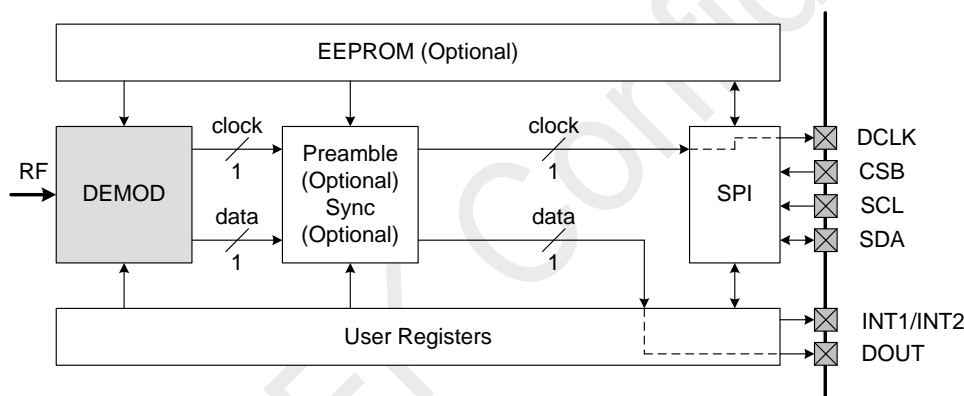 EEPROM (Optional)
clock
1
clock
1
DCLK
RF
DEMOD
Preamble
(Optional)
Sync
(Optional)
SPI
CSB
SCL
data
1
data
1
SDA
User Registers
INT1/INT2
DOUT